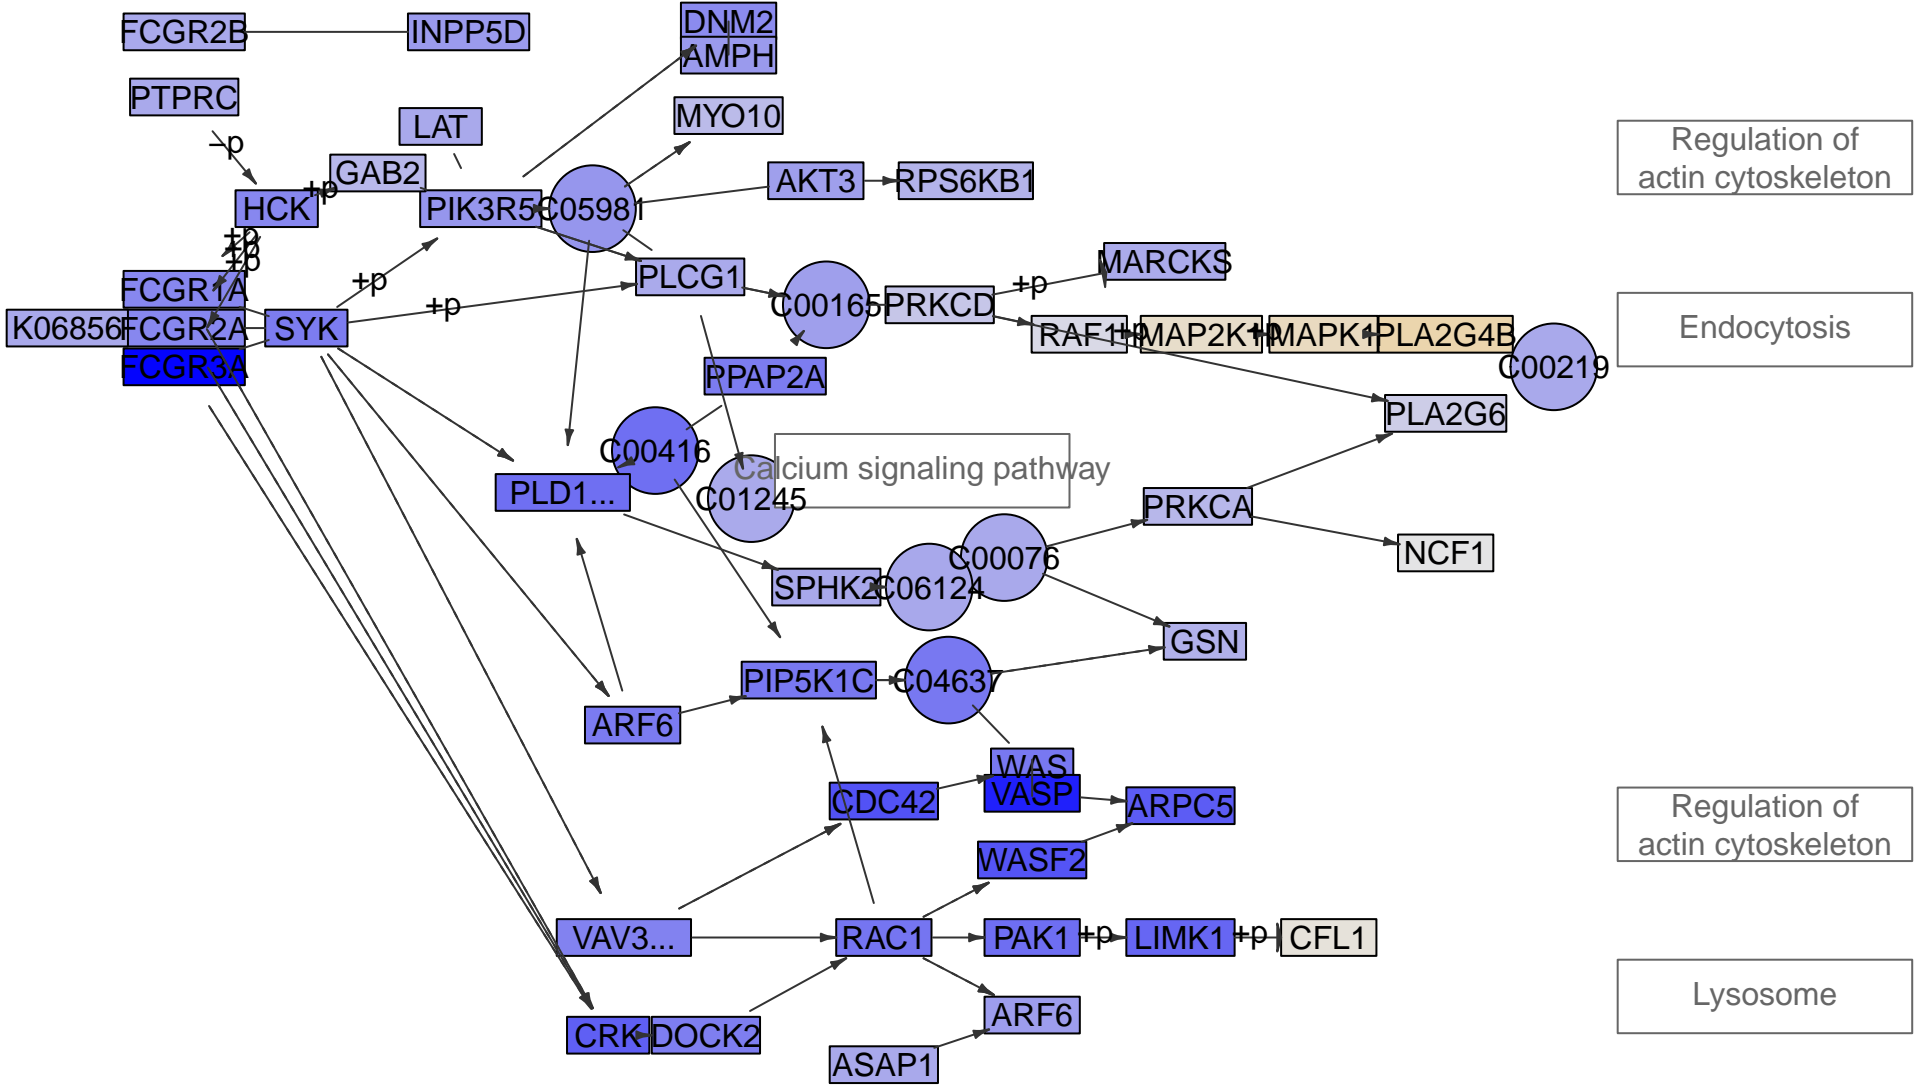 FCGR2B
INPP5D
DNM2
AMPH
PTPRC
LAT
MYO10
Regulation of
actin cytoskeleton
−p
GAB2
+p
AKT3
RPS6KB1
HCK
PIK3R5
C05981
+p
+p
+p
MARCKS
PLCG1
+p
+p
+p
FCGR1A
C00165
PRKCD
K06856
FCGR2A
SYK
RAF1
+p
MAP2K1
+p
MAPK1
PLA2G4B
Endocytosis
FCGR3A
PPAP2A
C00219
PLA2G6
C00416
Calcium signaling pathway
PLD1...
C01245
PRKCA
NCF1
C00076
SPHK2
C06124
GSN
PIP5K1C
C04637
ARF6
WAS
VASP
CDC42
ARPC5
Regulation of
actin cytoskeleton
WASF2
VAV3...
RAC1
PAK1
+p
LIMK1
+p
CFL1
Lysosome
ARF6
CRK
DOCK2
ASAP1